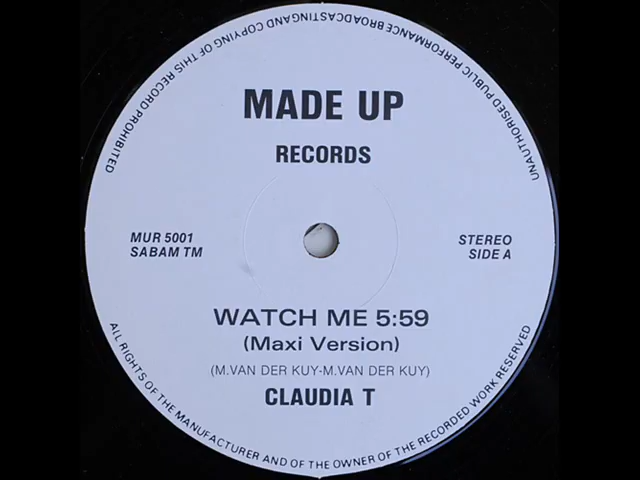 UNAUTHORISED PUBLIC PERFORMANCE BROADCASTING AND COPYING OF THIS RECORD PROHIBITED
MADE UP
RECORDS
MUR 5001
SABAM TM
STEREO
SIDE A
WATCH ME 5:59
(Maxi Version)
(M.VAN DER KUY-M.VAN DER KUY)
CLAUDIA T
ALL RIGHTS OF THE MANUFACTURER AND OF THE OWNER OF THE RECORDED WORK RESERVED